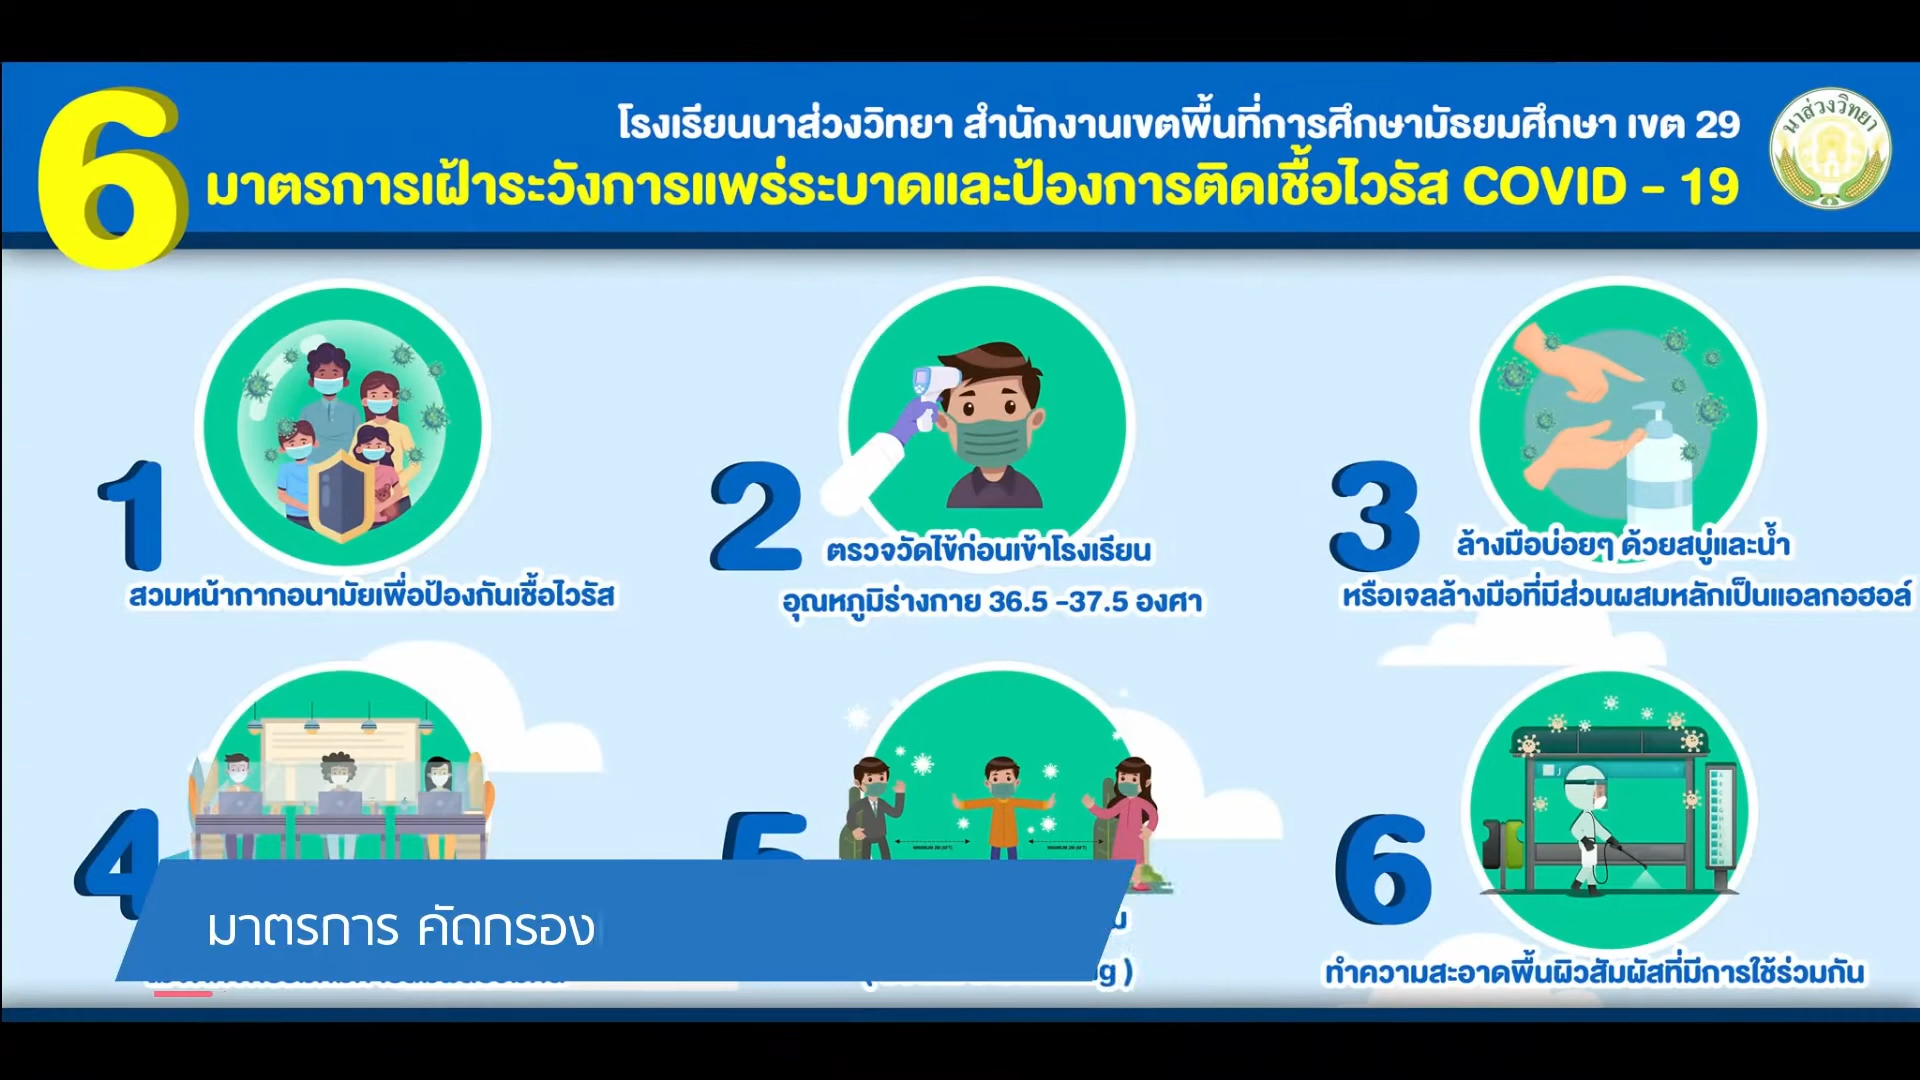 6
โรงเรียนนาส่วงวิทยา สำนักงานเขตพื้นที่การศึกษามัธยมศึกษา เขต 29
มาตรการเฝ้าระวังการแพร่ระบาดและป้องการติดเชื้อไวรัส COVID - 19
นาส่วงวิทยา
1
สวมหน้ากากอนามัยเพื่อป้องกันเชื้อไวรัส
2
ตรวจวัดไข้ก่อนเข้าโรงเรียน
อุณหภูมิร่างกาย 36.5 -37.5 องศา
3
ล้างมือบ่อยๆ ด้วยสบู่และน้ำ
หรือเจลล้างมือที่มีส่วนผสมหลักเป็นแอลกอฮอล์
4
5
6
ทำความสะอาดพื้นผิวสัมผัสที่มีการใช้ร่วมกัน
มาตรการ คัดกรอง